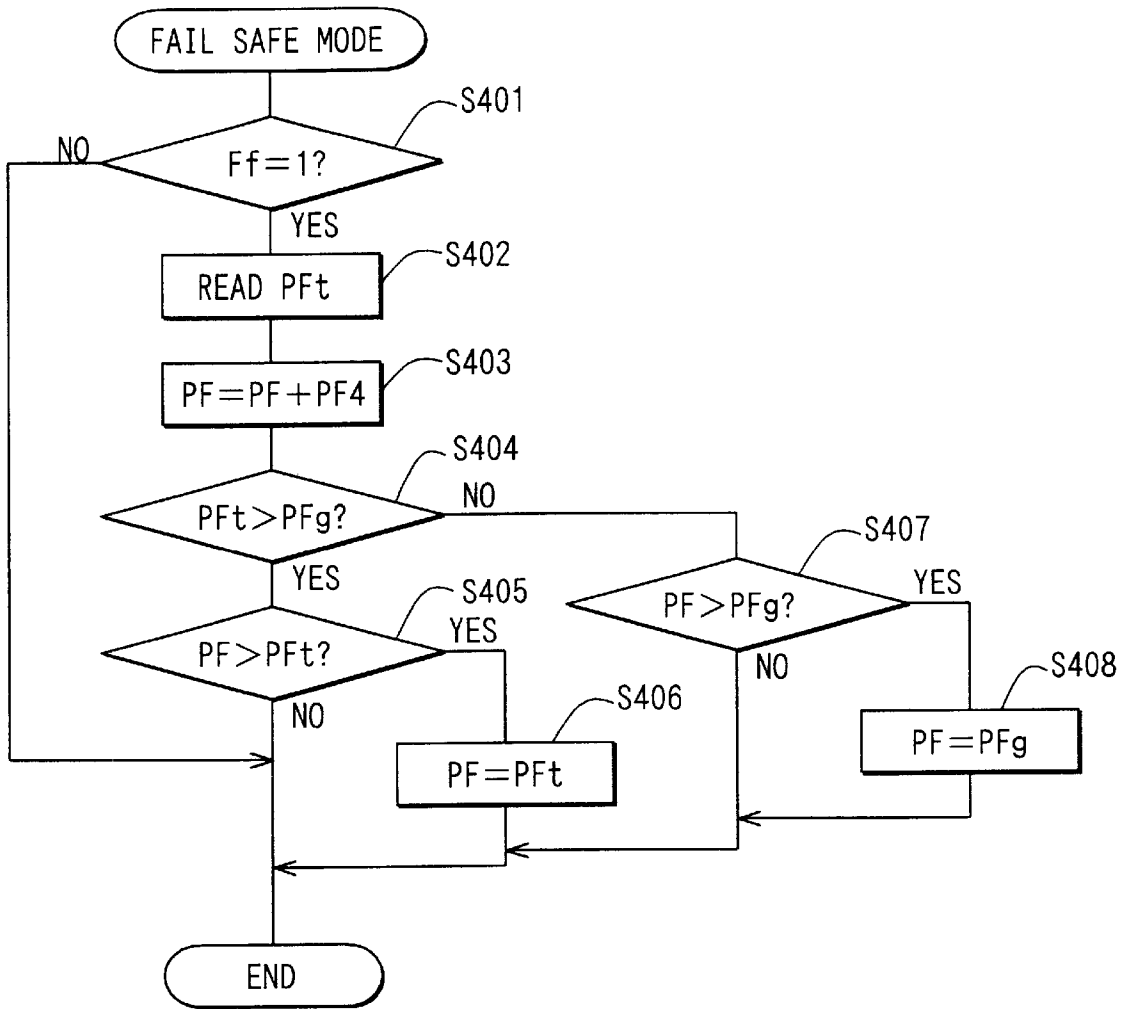 FAIL SAFE MODE
S401
NO
Ff=1?
YES
S402
READ PFt
S403
PF=PF+PF4
S404
NO
PFt>PFg?
S407
YES
YES
S405
PF>PFg?
YES
PF>PFt?
NO
S408
NO
S406
PF=PFg
PF=PFt
END